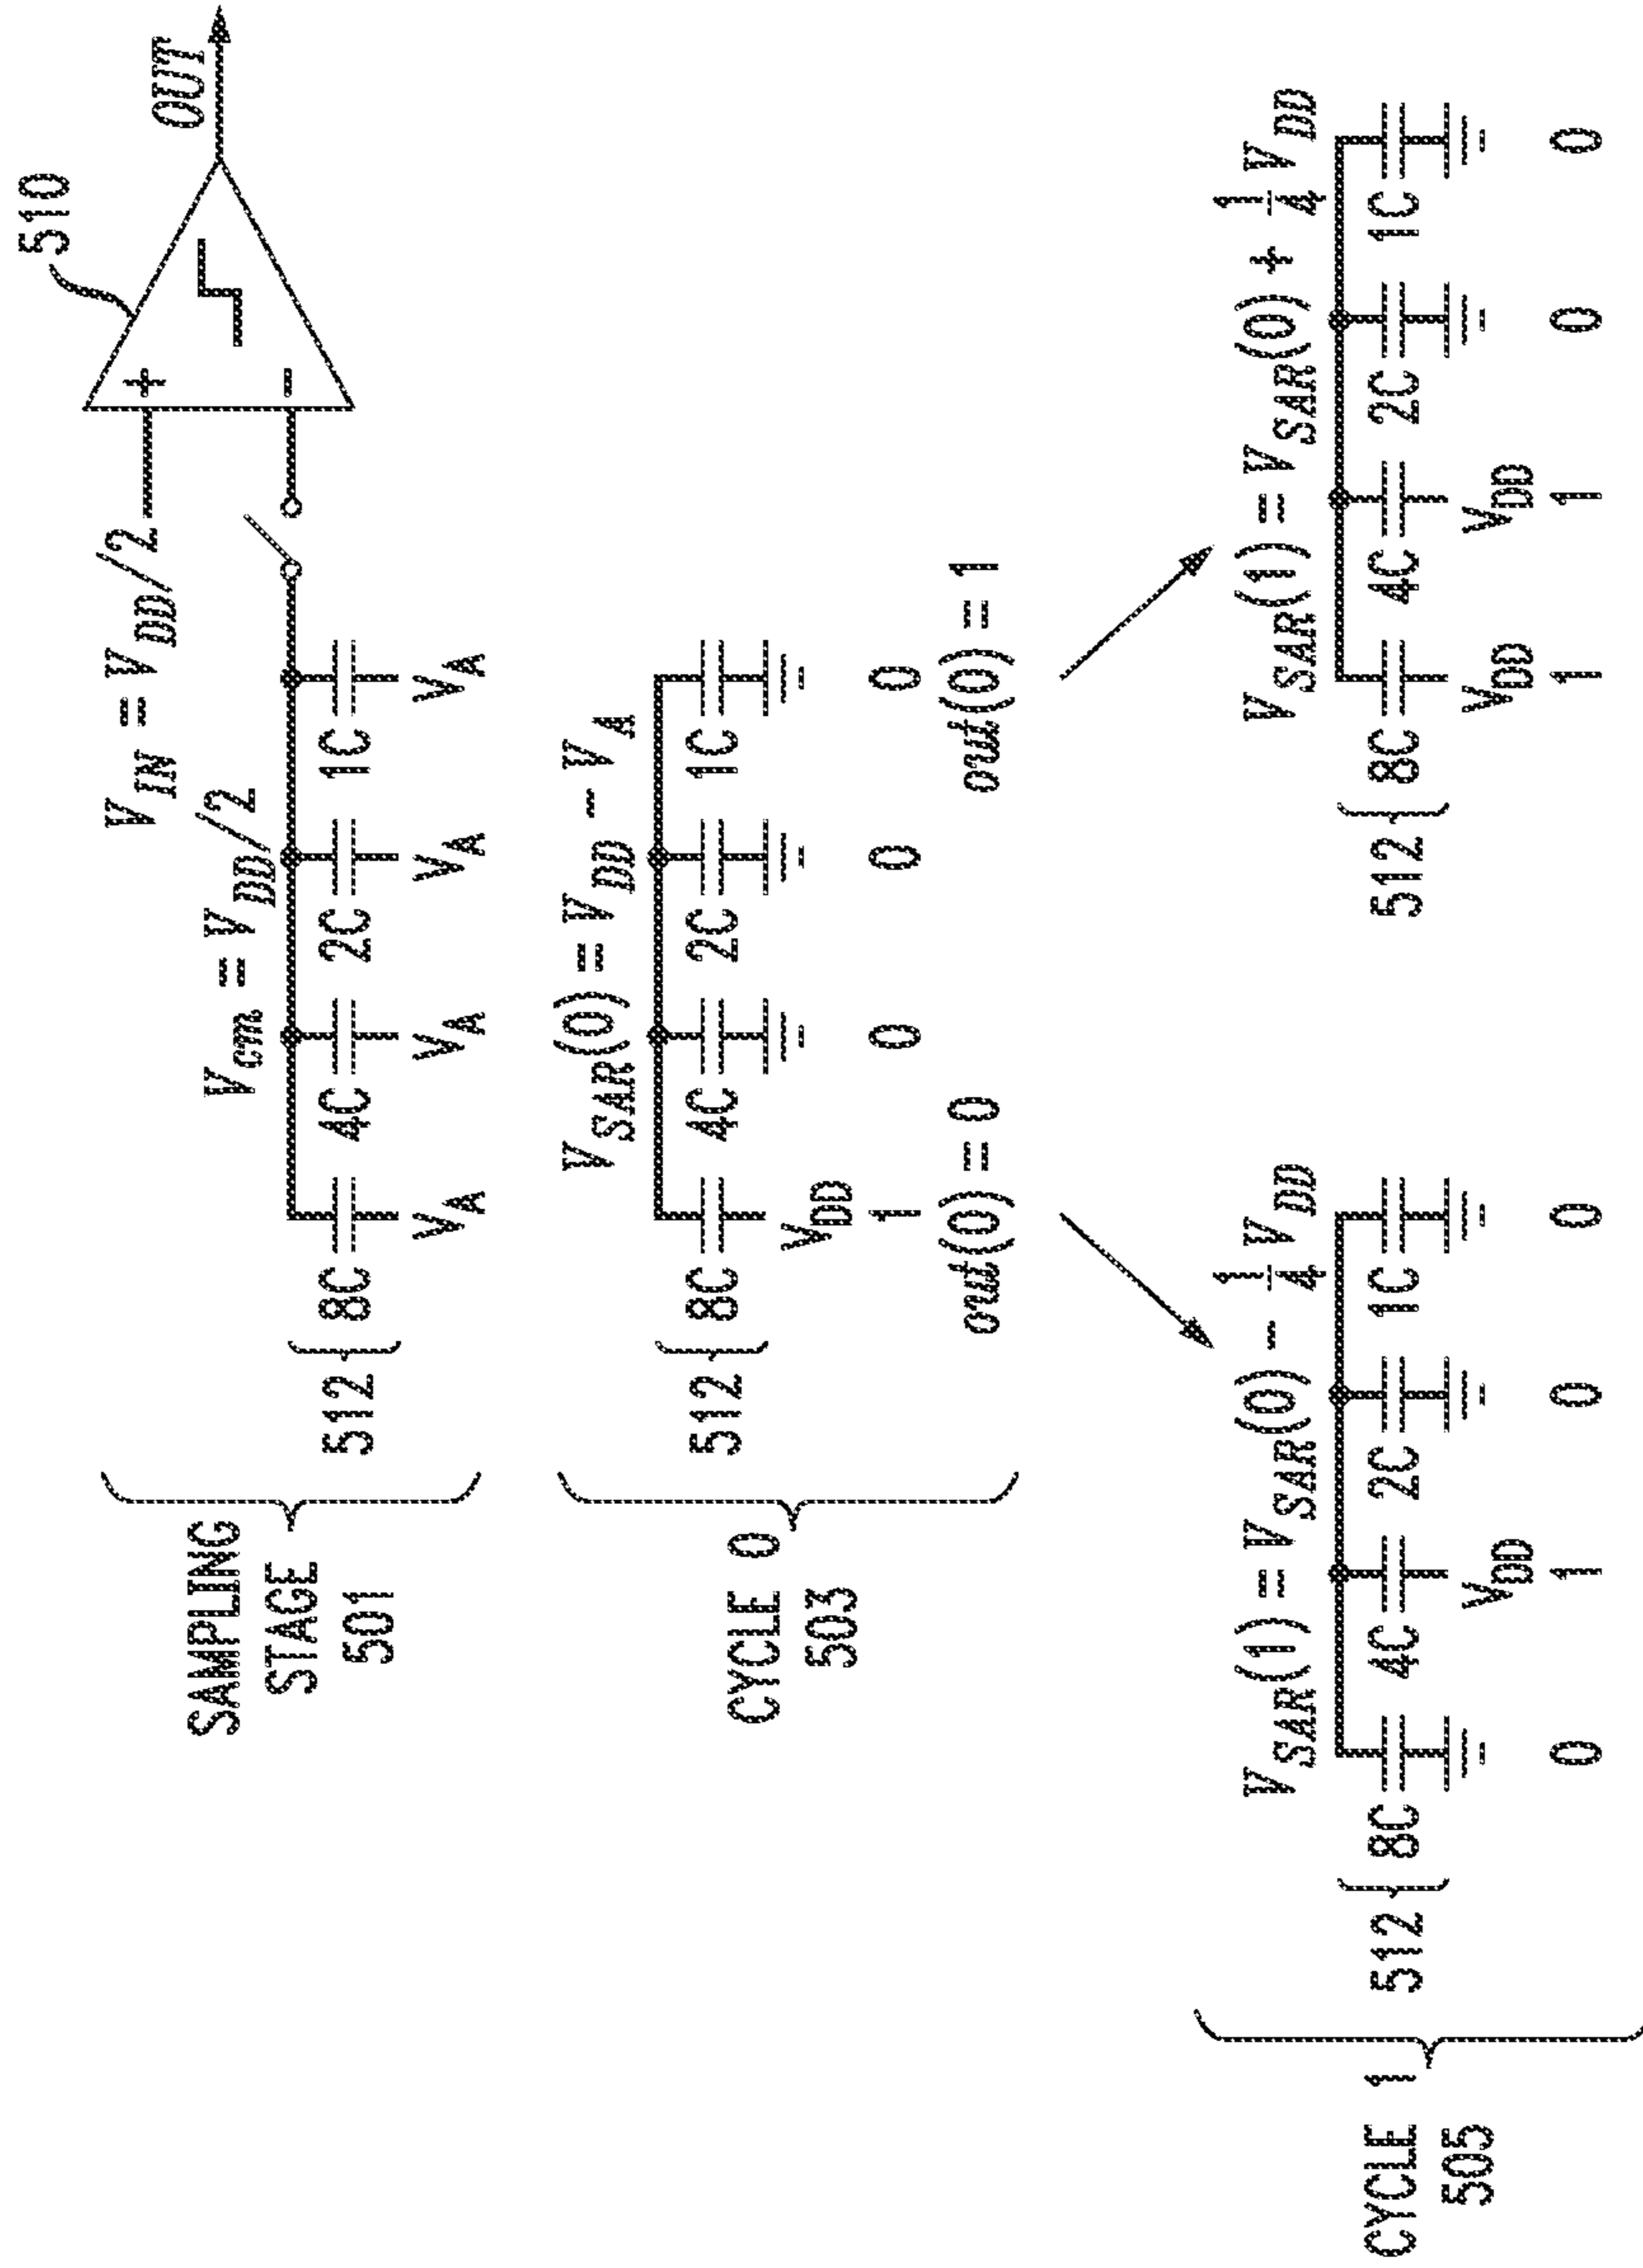 510
OUT
V_IN = V_DD/2
+
-
V_cm = V_DD/2
SAMPLING
STAGE
501
512 { 8C 4C 2C 1C
V_A V_A V_A V_A
V_SAR(0) = V_DD - V_A
CYCLE 0
503
512 { 8C 4C 2C 1C
V_DD
1 0 0 0
out(0) = 0 out(0) = 1
CYCLE 1
505
V_SAR(1) = V_SAR(0) - 1/4 V_DD
512 { 8C 4C 2C 1C
V_DD
0 1 0 0
V_SAR(1) = V_SAR(0) + 1/4 V_DD
512 { 8C 4C 2C 1C
V_DD V_DD
1 1 0 0